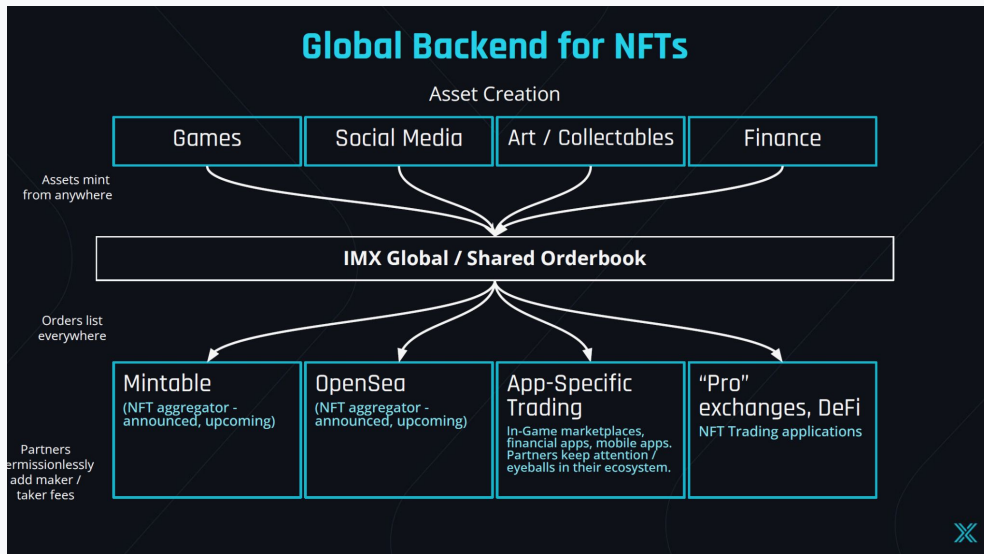 Global Backend for NFTs
Asset Creation
Games
Social Media
Art / Collectables
Finance
Assets mint
from anywhere
IMX Global / Shared Orderbook
Orders list
everywhere
Mintable
(NFT aggregator -
announced, upcoming)
OpenSea
(NFT aggregator -
announced, upcoming)
App-Specific
Trading
In-Game marketplaces,
financial apps, mobile apps.
Partners keep attention /
eyeballs in their ecosystem.
“Pro”
exchanges, DeFi
NFT Trading applications
Partners
ermissionlessly
add maker /
taker fees